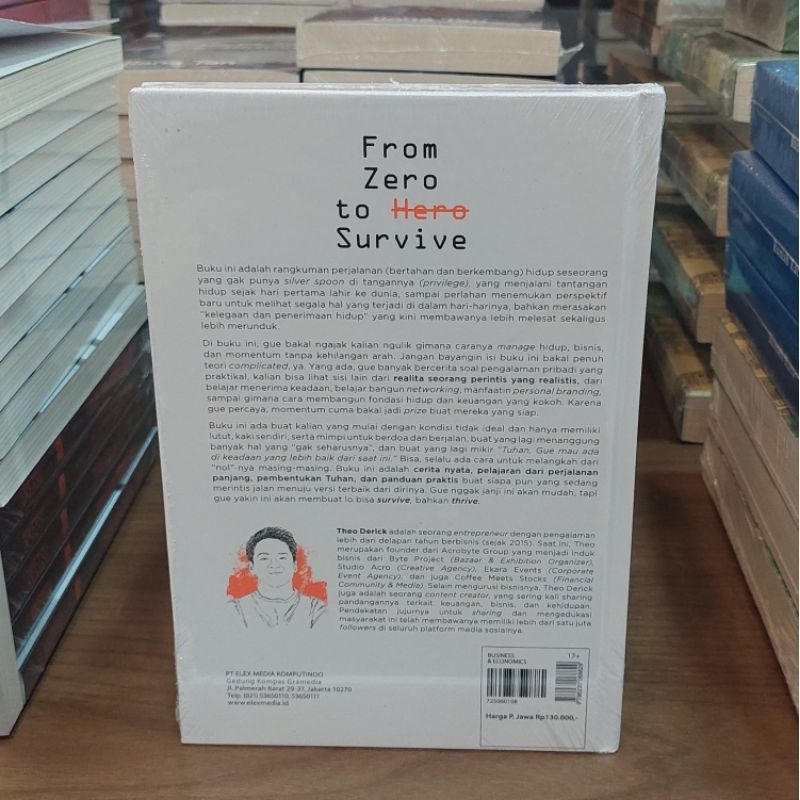 From
Zero
to Hero
Survive
Buku ini adalah rangkuman perjalanan (bertahan dan berkembang) hidup seseorang
yang gak punya silver spoon di tangannya (privilege), yang menjalani tantangan
hidup sejak hari pertama lahir ke dunia, sampai perlahan menemukan perspektif
baru untuk melihat segala hal yang terjadi di dalam hari-harinya, bahkan merasakan
"kelegaan dan penerimaan hidup" yang kini membawanya lebih melesat sekaligus
lebih merunduk.
Di buku ini, gue bakal ngajak kalian ngulik gimana caranya manage hidup, bisnis,
dan momentum tanpa kehilangan arah. Jangan bayangin isi buku ini bakal penuh
teori complicated, ya. Yang ada, gue banyak bercerita soal pengalaman pribadi yang
praktikal, kalian bisa lihat sisi lain dari realita seorang perintis yang realistis, dari
belajar menerima keadaan, belajar bangun networking, manfaatin personal branding,
sampai gimana cara membangun fondasi hidup dan keuangan yang kokoh. Karena
gue percaya, momentum cuma bakal jadi prize buat mereka yang siap.
Buku ini ada buat kalian yang mulai dengan kondisi tidak ideal dan hanya memiliki
lutut, kaki sendiri, serta mimpi untuk berdoa dan berjalan, buat yang lagi menanggung
banyak hal yang "gak seharusnya", dan buat yang lagi mikir "Tuhan, Gue mau ada
di keadaan yang lebih baik dari saat ini." Bisa, selalu ada cara untuk melangkah dari
"nol"-nya masing-masing. Buku ini adalah cerita nyata, pelajaran dari perjalanan
panjang, pembentukan Tuhan, dan panduan praktis buat siapa pun yang sedang
merintis jalan menuju versi terbaik dari dirinya. Gue nggak janji ini akan mudah, tapi
gue yakin ini akan membuat lo bisa survive, bahkan thrive.
Theo Derick adalah seorang entrepreneur dengan pengalaman
lebih dari delapan tahun berbisnis (sejak 2015). Saat ini, Theo
merupakan founder dari Acrobyte Group yang menjadi induk
bisnis dari Byte Project (Bazaar & Exhibition Organizer),
Studio Acro (Creative Agency), Ekara Events (Corporate
Event Agency), dan juga Coffee Meets Stocks (Financial
Community & Media). Selain mengurusi bisnisnya, Theo Derick
juga adalah seorang content creator, yang sering kali sharing
pandangannya terkait keuangan, bisnis, dan kehidupan.
Pendekatan jujurnya untuk sharing dan mengedukasi
masyarakat ini telah membawanya memiliki lebih dari satu juta
followers di seluruh platform media sosialnya.
PT ELEX MEDIA KOMPUTINDO
Gedung Kompas Gramedia
Jl. Palmerah Barat 29-37, Jakarta 10270
Telp. (021) 53650110, 53650111
www.elexmedia.id
BUSINESS
& ECONOMICS
17+
725060108
Harga P. Jawa Rp130.000,-